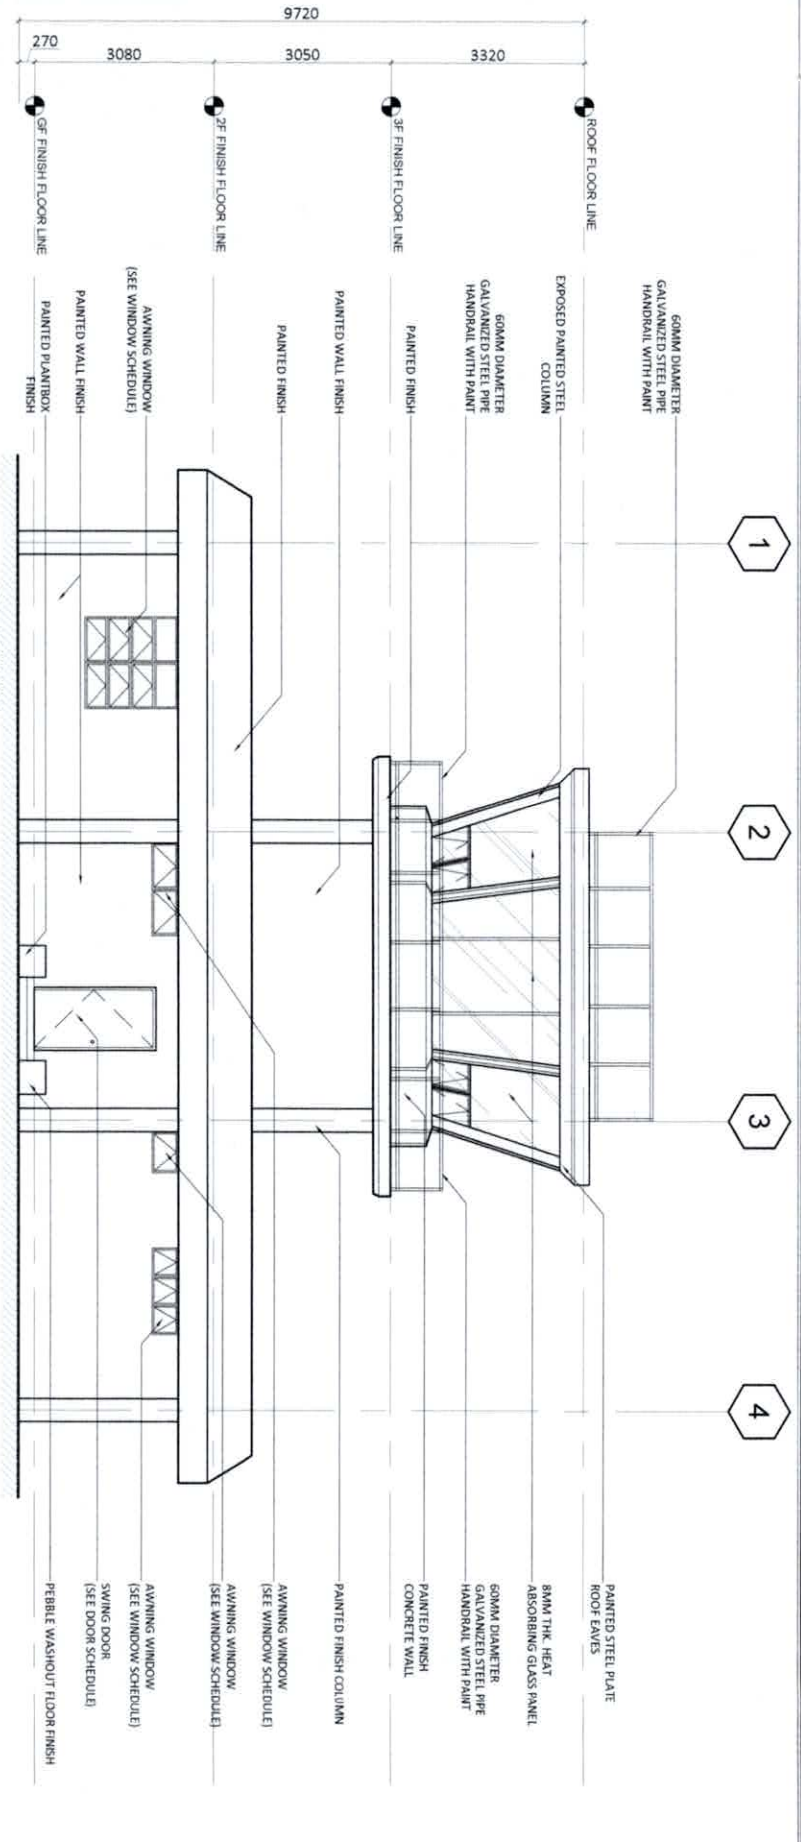 1
2
3
4
60MM DIAMETER
GALVANIZED STEEL PIPE
HANDRAIL WITH PAINT
EXPOSED PAINTED STEEL
COLUMN
60MM DIAMETER
GALVANIZED STEEL PIPE
HANDRAIL WITH PAINT
PAINTED FINISH
PAINTED WALL FINISH
PAINTED FINISH
AWNING WINDOW
(SEE WINDOW SCHEDULE)
PAINTED WALL FINISH
PAINTED PLANTBOX
FINISH
ROOF FLOOR LINE
3F FINISH FLOOR LINE
2F FINISH FLOOR LINE
GF FINISH FLOOR LINE
9720
3320
3050
3080
270
PAINTED STEEL PLATE
ROOF EAVES
8MM THK. HEAT
ABSORBING GLASS PANEL
60MM DIAMETER
GALVANIZED STEEL PIPE
HANDRAIL WITH PAINT
PAINTED FINISH
CONCRETE WALL
PAINTED FINISH COLUMN
AWNING WINDOW
(SEE WINDOW SCHEDULE)
AWNING WINDOW
(SEE WINDOW SCHEDULE)
AWNING WINDOW
(SEE WINDOW SCHEDULE)
SWING DOOR
(SEE DOOR SCHEDULE)
PEBBLE WASHOUT FLOOR FINISH